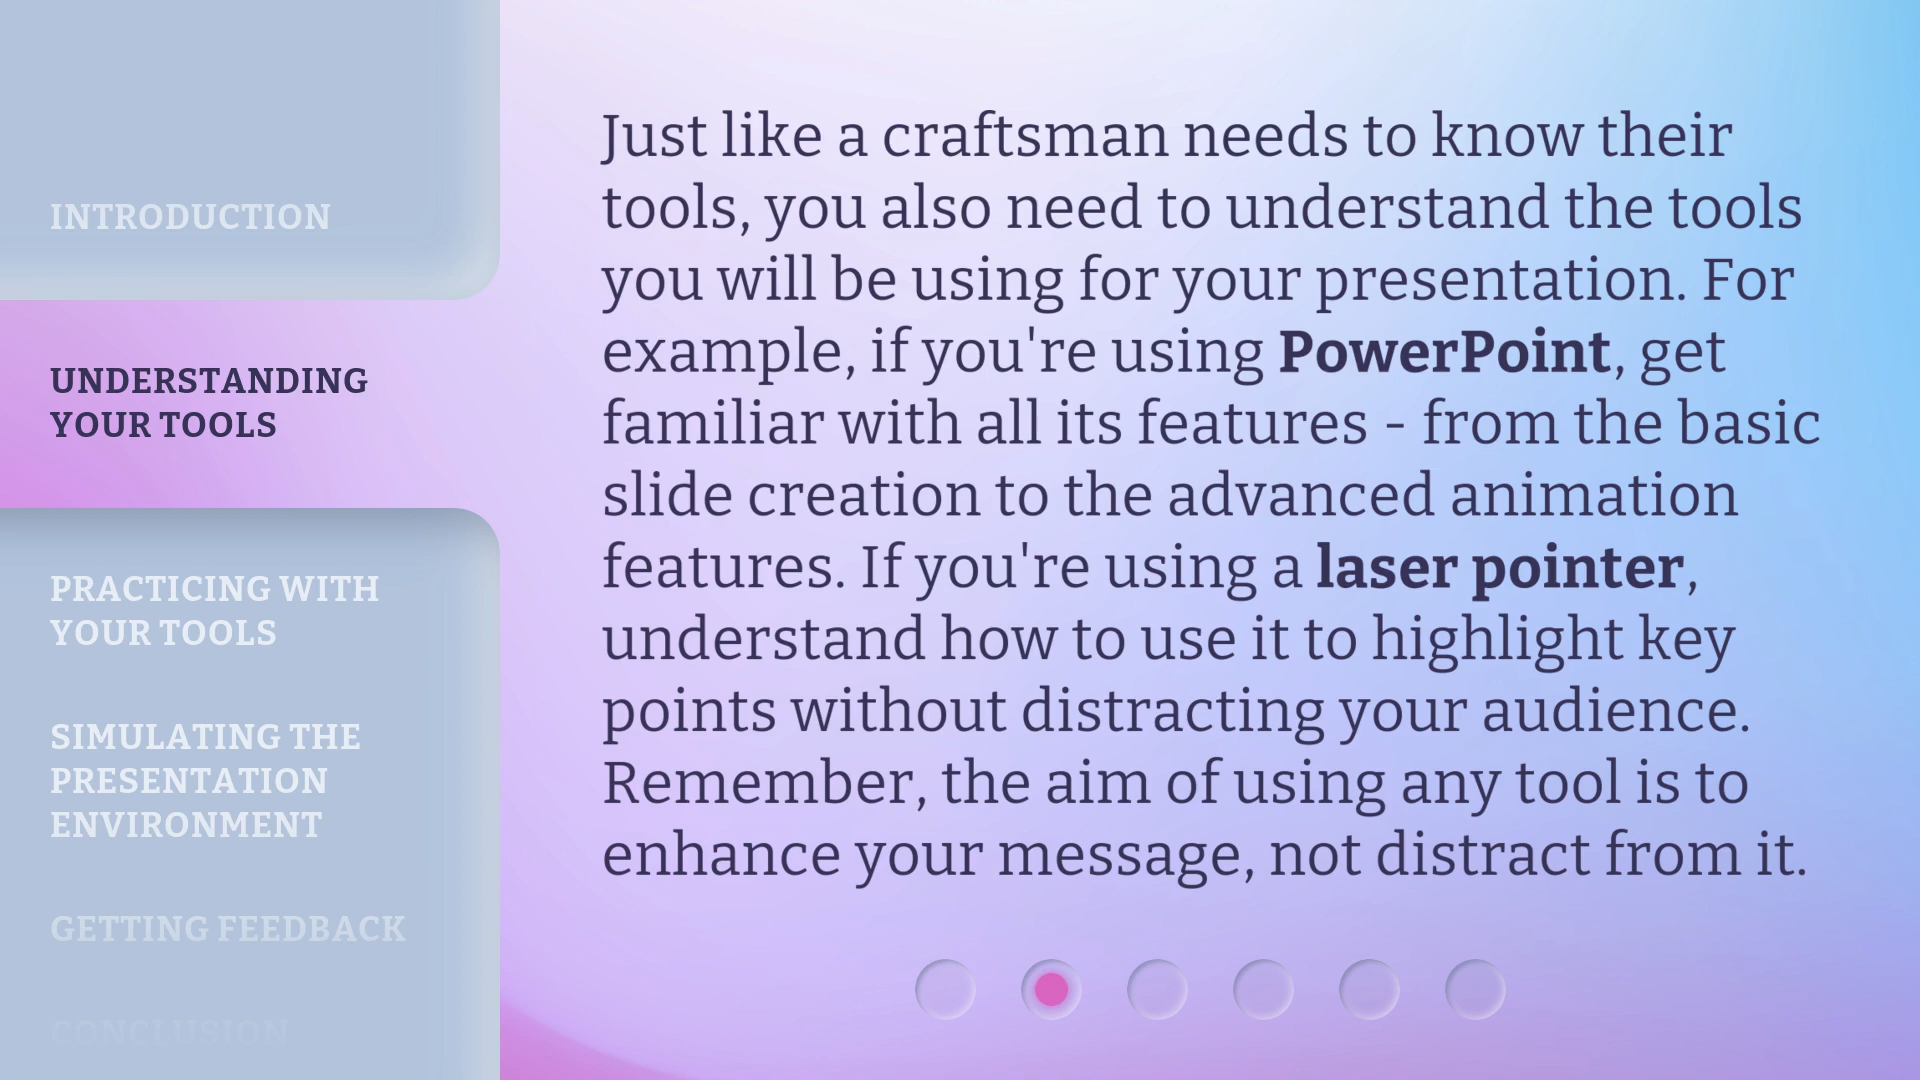 INTRODUCTION
UNDERSTANDING
YOUR TOOLS
PRACTICING WITH
YOUR TOOLS
SIMULATING THE
PRESENTATION
ENVIRONMENT
GETTING FEEDBACK
CONCLUSION
Just like a craftsman needs to know their
tools, you also need to understand the tools
you will be using for your presentation. For
example, if you're using PowerPoint, get
familiar with all its features - from the basic
slide creation to the advanced animation
features. If you're using a laser pointer,
understand how to use it to highlight key
points without distracting your audience.
Remember, the aim of using any tool is to
enhance your message, not distract from it.